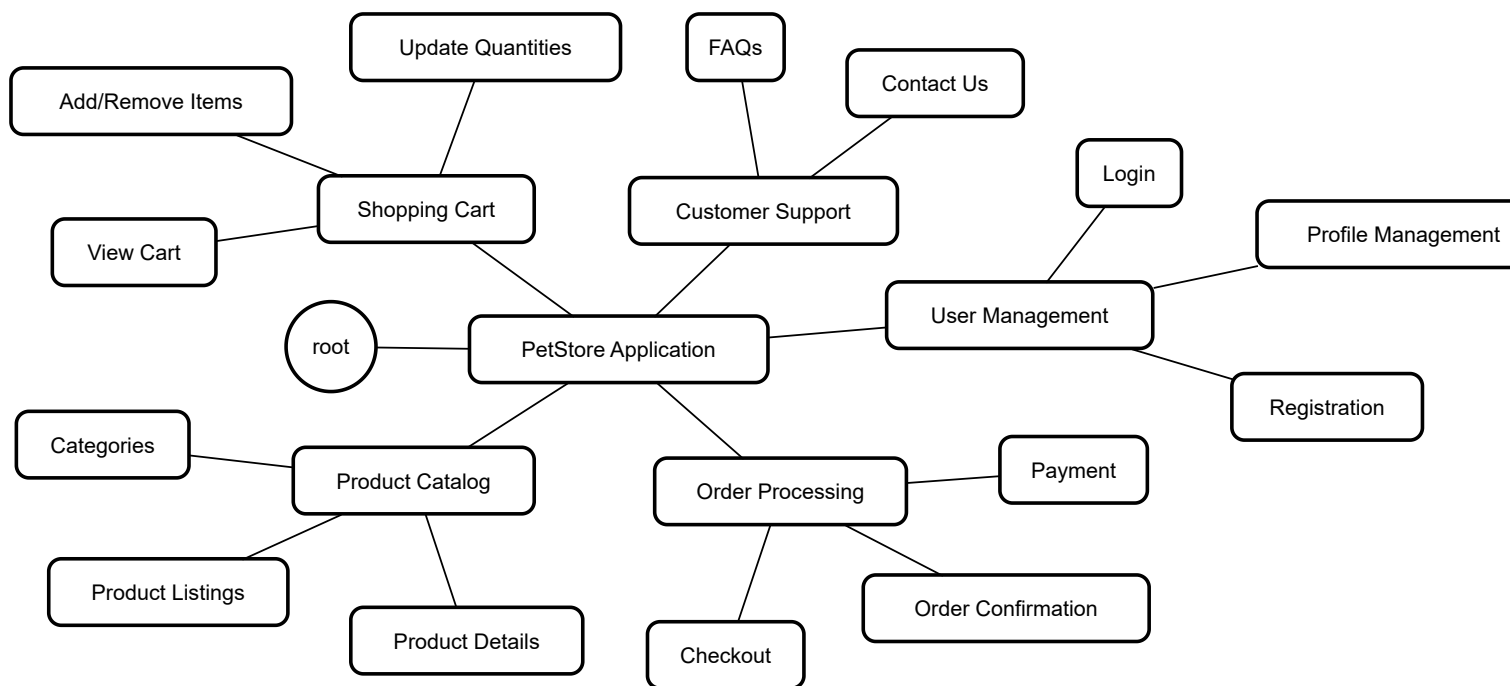 Update Quantities
FAQs
Contact Us
Add/Remove Items
Login
Shopping Cart
Customer Support
Profile Management
View Cart
User Management
root
PetStore Application
Registration
Categories
Product Catalog
Payment
Order Processing
Product Listings
Order Confirmation
Product Details
Checkout